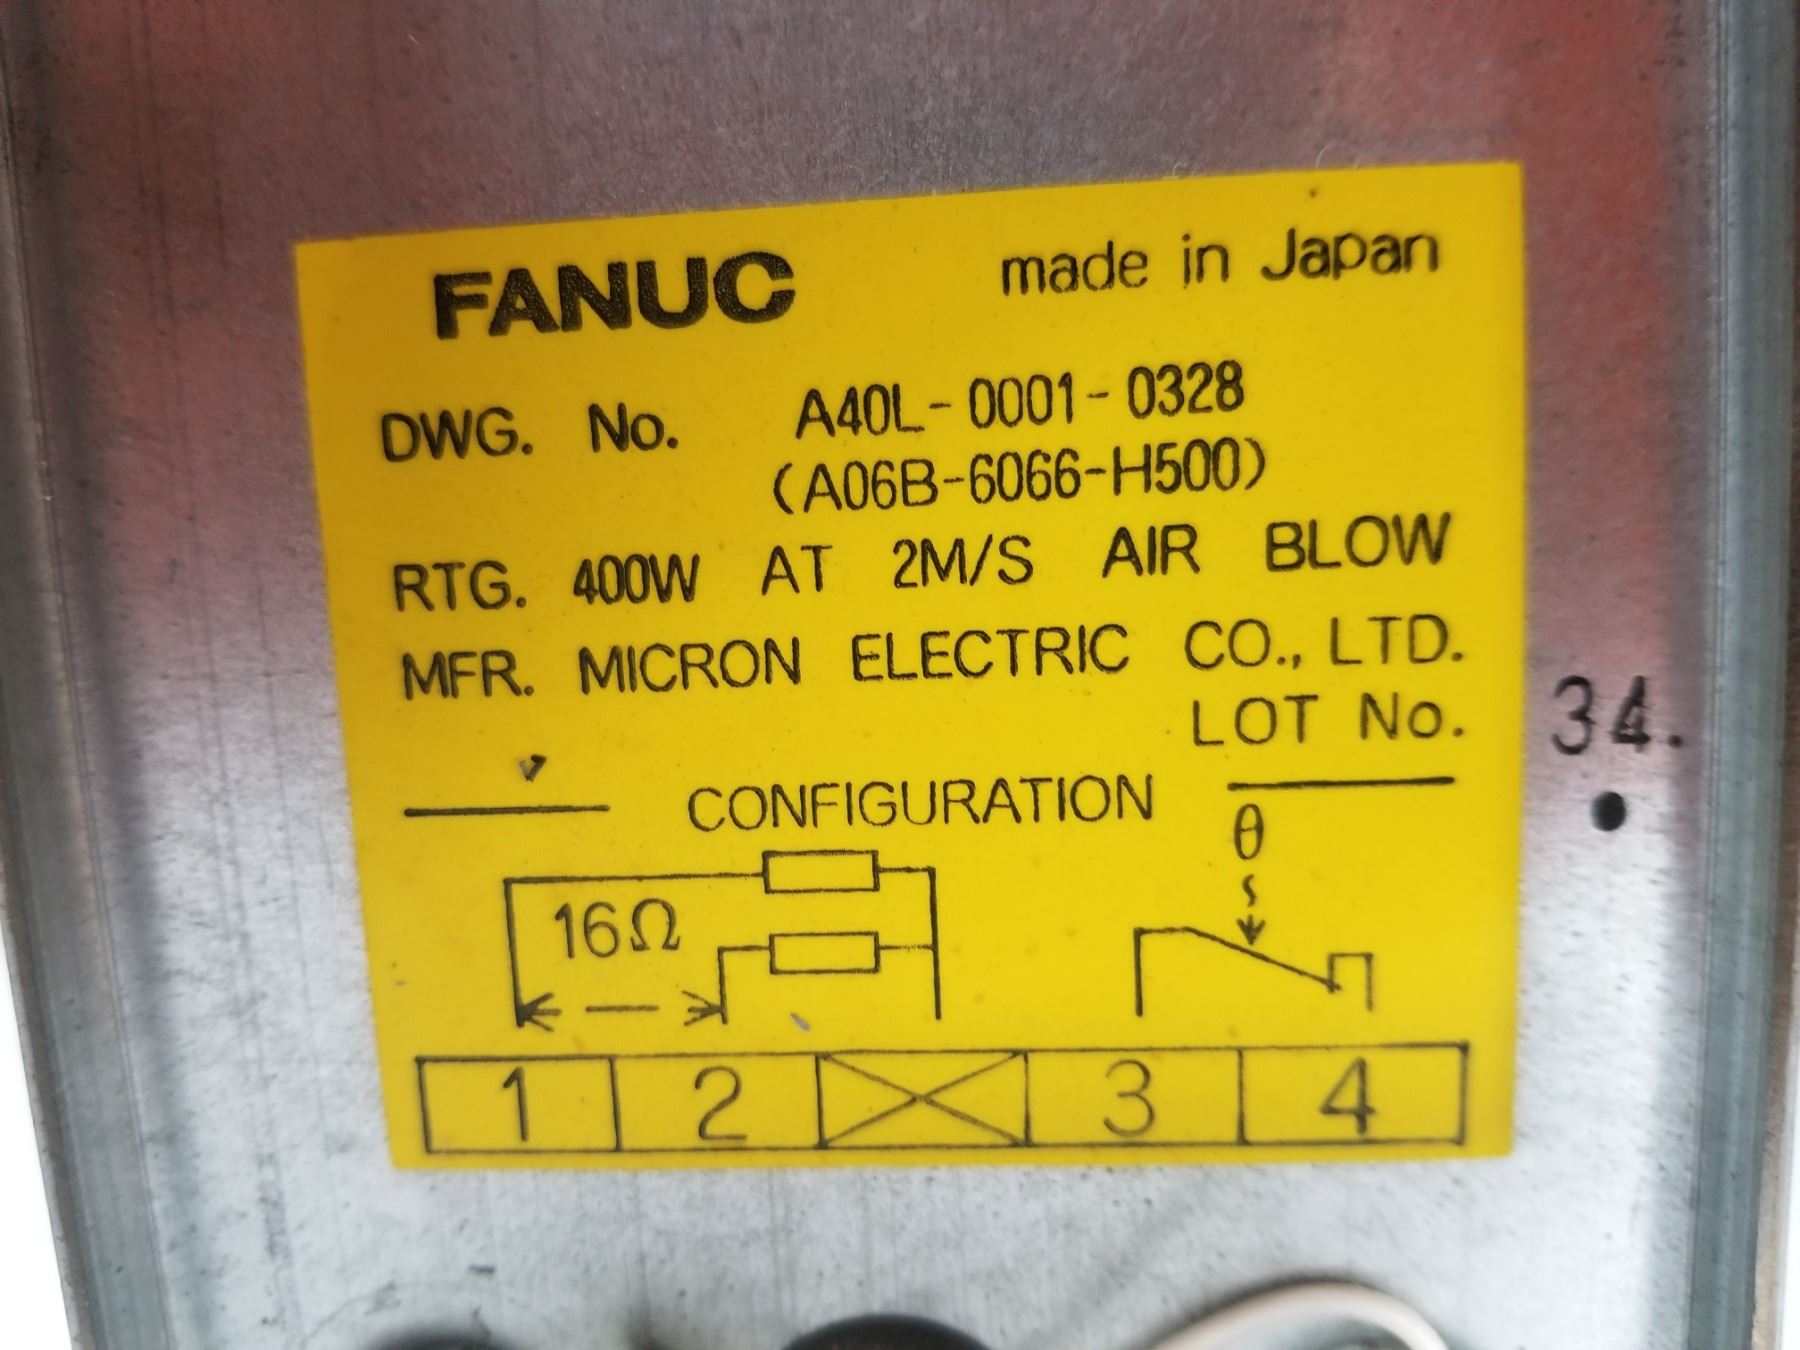 FANUC made in Japan
DWG. No. A40L-0001-0328
(A06B-6066-H500)
RTG. 400W AT 2M/S AIR BLOW
MFR. MICRON ELECTRIC CO., LTD.
LOT No. 34.
CONFIGURATION
θ
16Ω
1 2 3 4